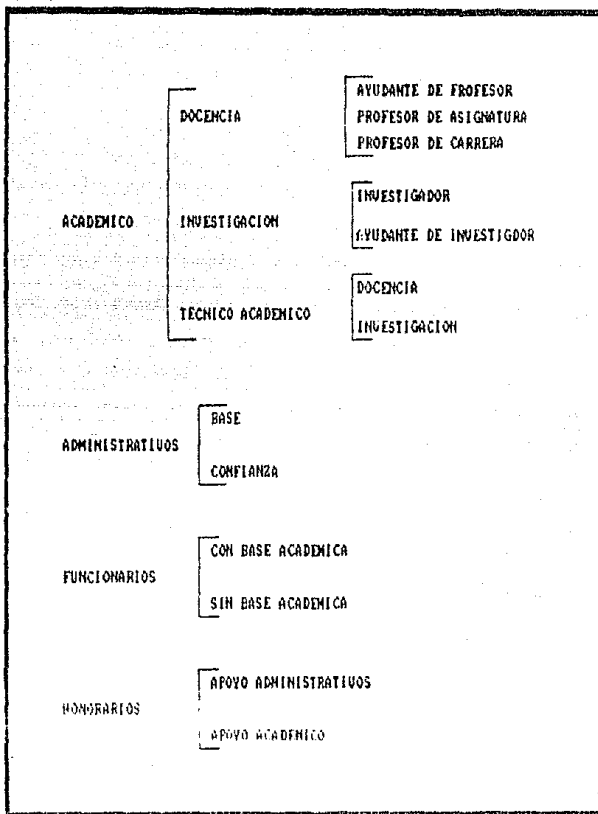 AYUDANTE DE PROFESOR
DOCENCIA
PROFESOR DE ASIGNATURA
PROFESOR DE CARRERA
INVESTIGADOR
ACADEMICO
INVESTIGACION
AYUDANTE DE INVESTIGDOR
DOCENCIA
TECNICO ACADEMICO
INVESTIGACION
BASE
ADMINISTRATIVOS
CONFIANZA
CON BASE ACADEMICA
FUNCIONARIOS
SIN BASE ACADEMICA
APOYO ADMINISTRATIVOS
HONORARIOS
APOYO ACADEMICO